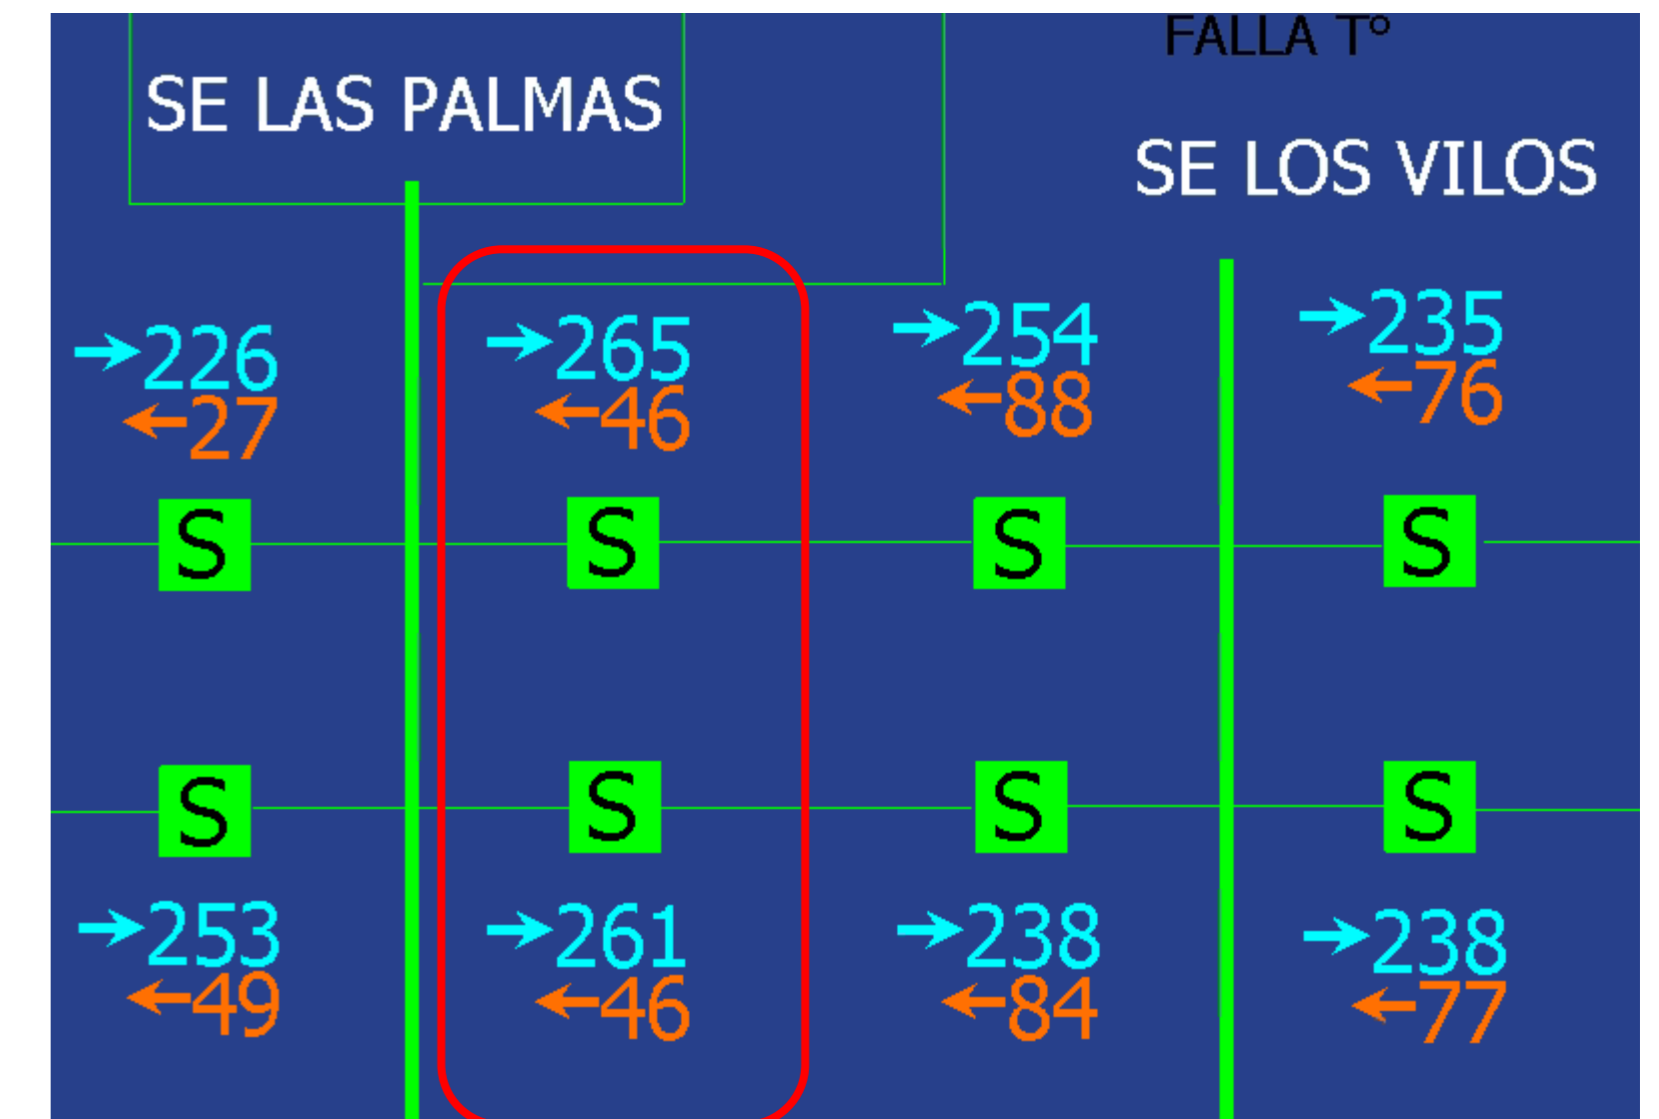 FALLA T°
SE LAS PALMAS
SE LOS VILOS
→226 →265 →254 →235
←27 ←46 ←88 ←76
S S S S
S S S S
→253 →261 →238 →238
←49 ←46 ←84 ←77